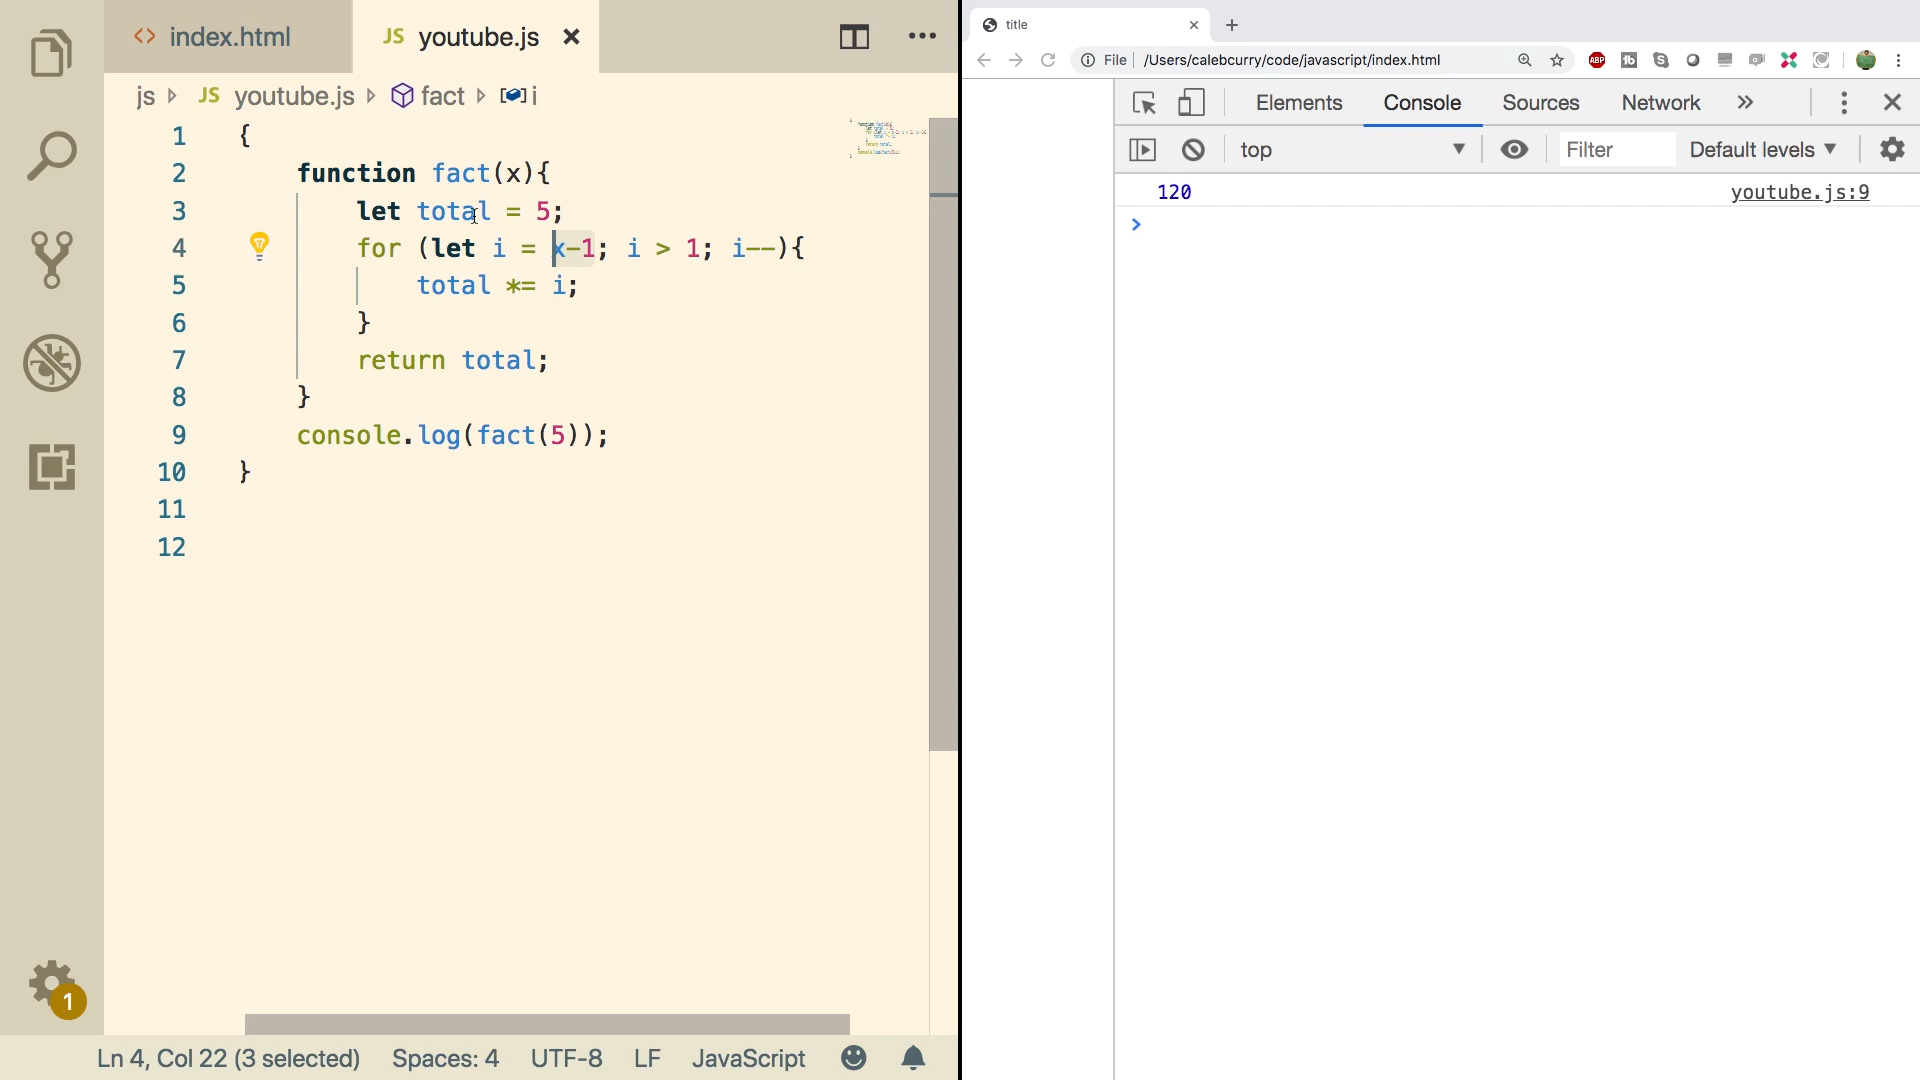 index.html
JS youtube.js
js JS youtube.js fact i
1 {
2 function fact(x){
3 let total = 5;
4 for (let i = x-1; i > 1; i--){
5 total *= i;
6 }
7 return total;
8 }
9 console.log(fact(5));
10 }
11
12
1
Ln 4, Col 22 (3 selected) Spaces: 4 UTF-8 LF JavaScript
title
File /Users/calebcurry/code/javascript/index.html ABP
Elements Console Sources Network
top Filter Default levels
120 youtube.js:9